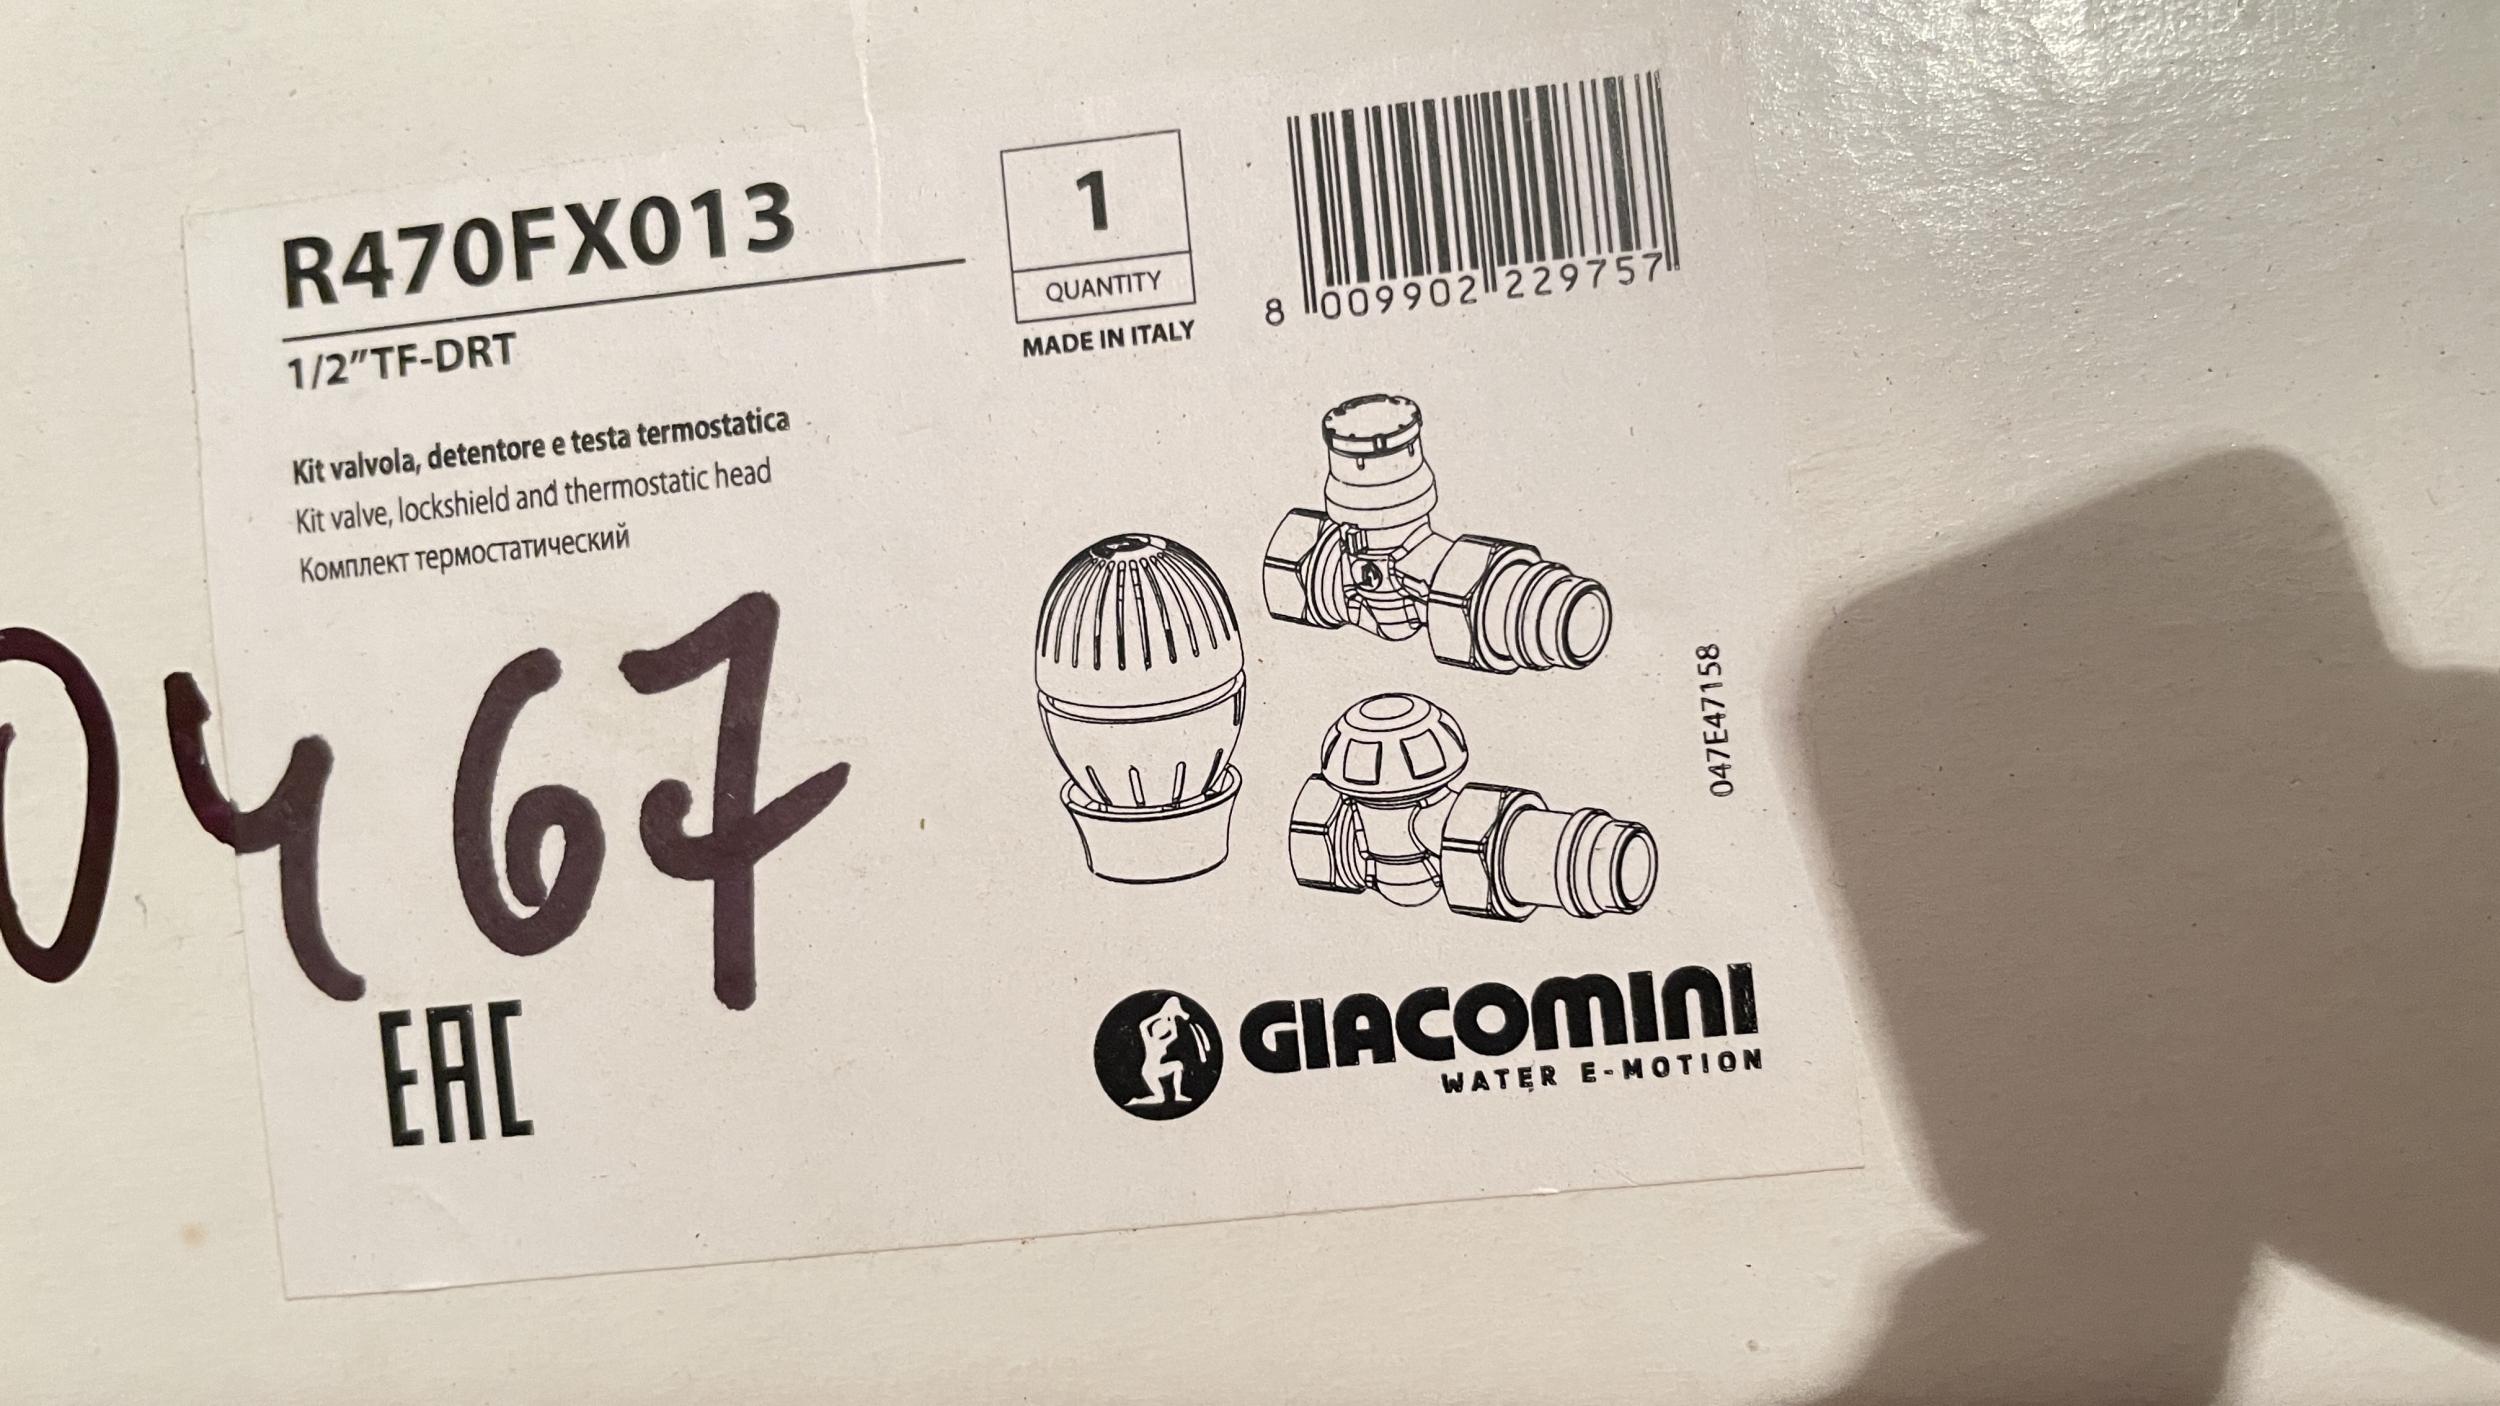 R470FX013
1/2"TF-DRT
Kit valvola, detentore e testa termostatica
Kit valve, lockshield and thermostatic head
Комплект термостатический
1
QUANTITY
MADE IN ITALY
8 009902 229757
047E47158
0467
EAC
GIACOMINI
WATER E-MOTION